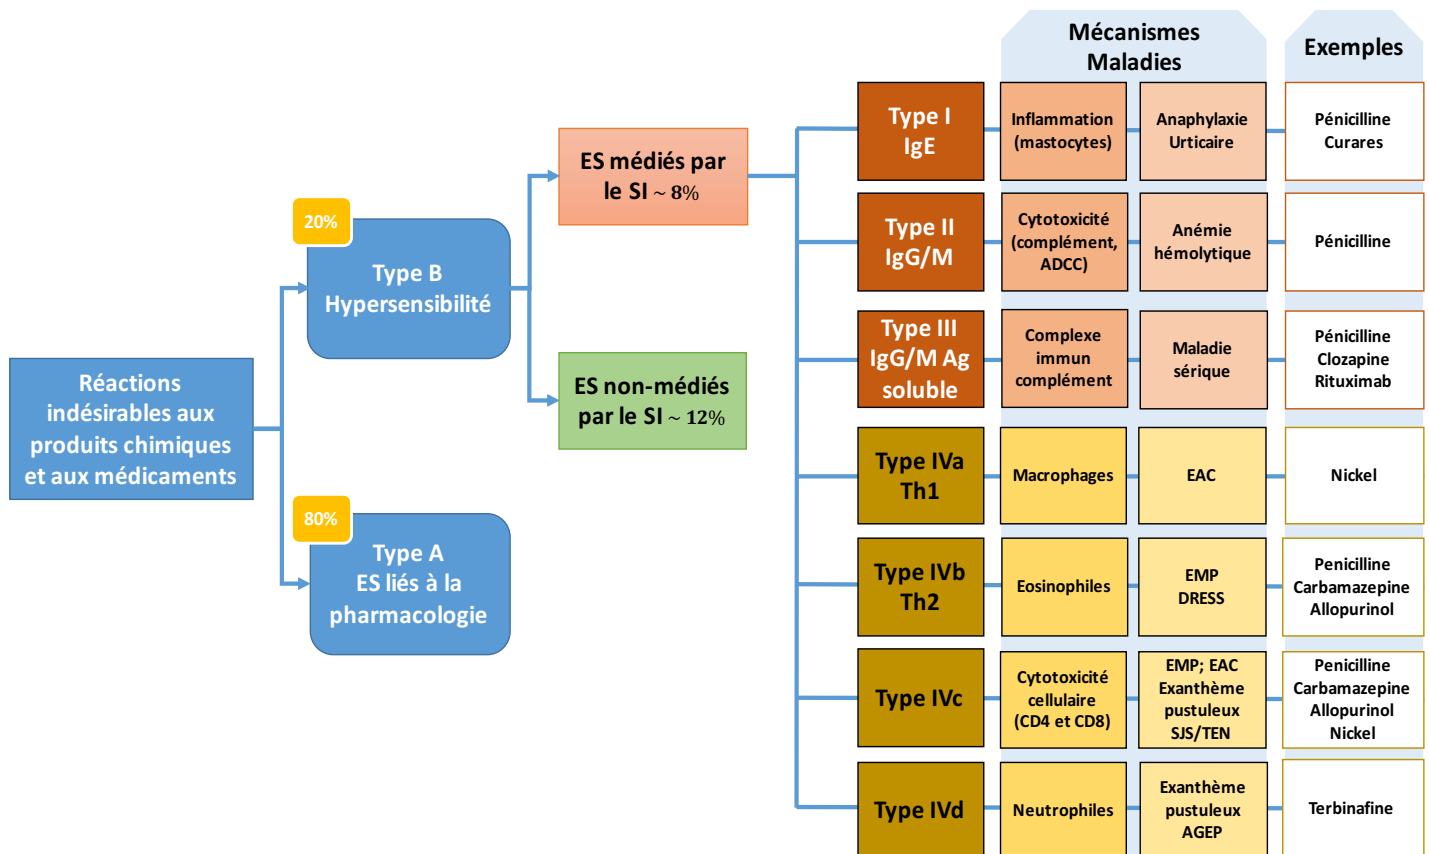 Mécanismes
Maladies
Exemples
Réactions
indésirables aux
produits chimiques
et aux médicaments
20%
Type B
Hypersensibilité
80%
Type A
ES liés à la
pharmacologie
ES médiés par
le SI ~ 8%
ES non-médiés
par le SI ~ 12%
Type I
IgE
Inflammation
(mastocytes)
Anaphylaxie
Urticaire
Pénicilline
Curares
Type II
IgG/M
Cytotoxicité
(complément,
ADCC)
Anémie
hémolytique
Pénicilline
Type III
IgG/M Ag
soluble
Complexe
immun
complément
Maladie
sérique
Pénicilline
Clozapine
Rituximab
Type IVa
Th1
Macrophages
EAC
Nickel
Type IVb
Th2
Eosinophiles
EMP
DRESS
Penicilline
Carbamazepine
Allopurinol
Type IVc
Cytotoxicité
cellulaire
(CD4 et CD8)
EMP; EAC
Exanthème
pustuleux
SJS/TEN
Penicilline
Carbamazepine
Allopurinol
Nickel
Type IVd
Neutrophiles
Exanthème
pustuleux
AGEP
Terbinafine